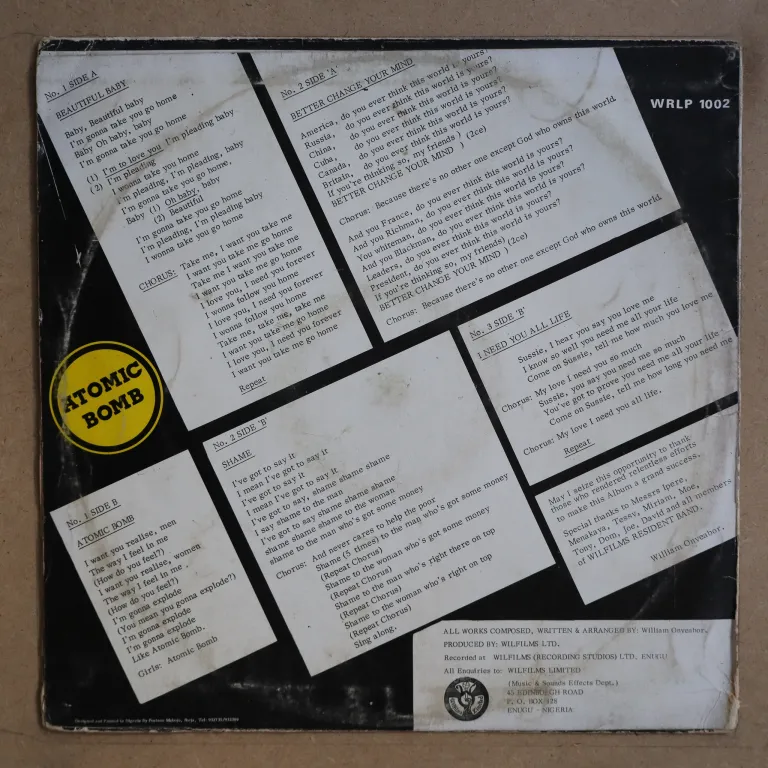 No. 1 SIDE A
BEAUTIFUL BABY
Baby, Beautiful baby
I'm gonna take you go home
Baby Oh baby, baby
I'm gonna take you go home
(1) I'm to love you I'm pleading baby
(2) I'm pleading
I wonna take you home
I'm pleading, I'm pleading, baby
I'm gonna take you go home,
Baby (1) Oh baby, baby
(2) Beautiful
I'm gonna take you go home
I'm pleading, I'm pleading baby
I wonna take you go home
CHORUS: Take me, I want you take me
I want you take me go home
Take me I want you take me
I want you take me go home
I love you, I need you forever
I wonna follow you home
I love you, I need you forever
I wonna follow you home
Take me, take me, take me
I want you take me go home
I love you, I need you forever
I want you take me go home
Repeat
No. 2 SIDE 'A'
BETTER CHANGE YOUR MIND
America, do you ever think this world is yours?
Russia, do you ever think this world is yours?
China, do you ever think this world is yours?
Cuba, do you ever think this world is yours?
Canada, do you ever think this world is yours?
Britain, do you ever think this world is yours?
If you're thinking so, my friends ) (2ce)
BETTER CHANGE YOUR MIND )
Chorus: Because there's no other one except God who owns this world.
And you France, do you ever think this world is yours?
And you Richman, do you ever think this world is yours?
You whiteman, do you ever think this world is yours?
And you Blackman, do you ever think this world is yours?
Leaders, do you ever think this world is yours?
President, do you ever think this world is yours?
If you're thinking so, my friends) (2ce)
BETTER CHANGE YOUR MIND )
Chorus: Because there's no other one except God who owns this world.
WRLP 1002
No. 3 SIDE 'B'
I NEED YOU ALL LIFE
Sussie, I hear you say you love me
I know so well you need me all your life
Come on Sussie, tell me how much you love me
Chorus: My love I need you so much
Sussie, you say you need me so much
You've got to prove you need me all your life
Come on Sussie, tell me how long you need me
Chorus: My love I need you all life.
Repeat
ATOMIC
BOMB
No. 2 SIDE 'B'
SHAME
I've got to say it
I mean I've got to say it
I've got to say it
I mean I've got to say it
I've got to say, shame shame shame
I say shame to the man
I've got to say shame shame shame
shame shame shame to the woman
shame to the man who's got some money
Chorus: And never cares to help the poor
Shame (5 times) to the man who's got some money
(Repeat Chorus)
Shame to the woman who's got some money
(Repeat Chorus)
Shame to the man who's right there on top
(Repeat Chorus)
Shame to the woman who's right on top
(Repeat Chorus)
Sing along.
No. 1 SIDE B
ATOMIC BOMB
I want you realise, men
The way I feel in me
(How do you feel?)
I want you realise, women
The way I feel in me.
(How do you feel?)
I'm gonna explode
(You mean you gonna explode?)
I'm gonna explode
I'm gonna explode
Like Atomic Bomb.
Girls: Atomic Bomb
May I seize this opportunity to thank
those who rendered relentless efforts
to make this Album a grand success.
Special thanks to Messrs Ipere,
Menakaya, Tessy, Miriam, Moe,
Tony, Dom, Joe, David and all members
of WILFILMS RESIDENT BAND.
William Onyeabor.
ALL WORKS COMPOSED, WRITTEN & ARRANGED BY: William Onyeabor.
PRODUCED BY: WILFILMS LTD.
Recorded at WILFILMS (RECORDING STUDIOS) LTD. ENUGU
All Enquiries to: WILFILMS LIMITED
(Music & Sounds Effects Dept.)
45 EDINBURGH ROAD
P. O. BOX 428
ENUGU - NIGERIA